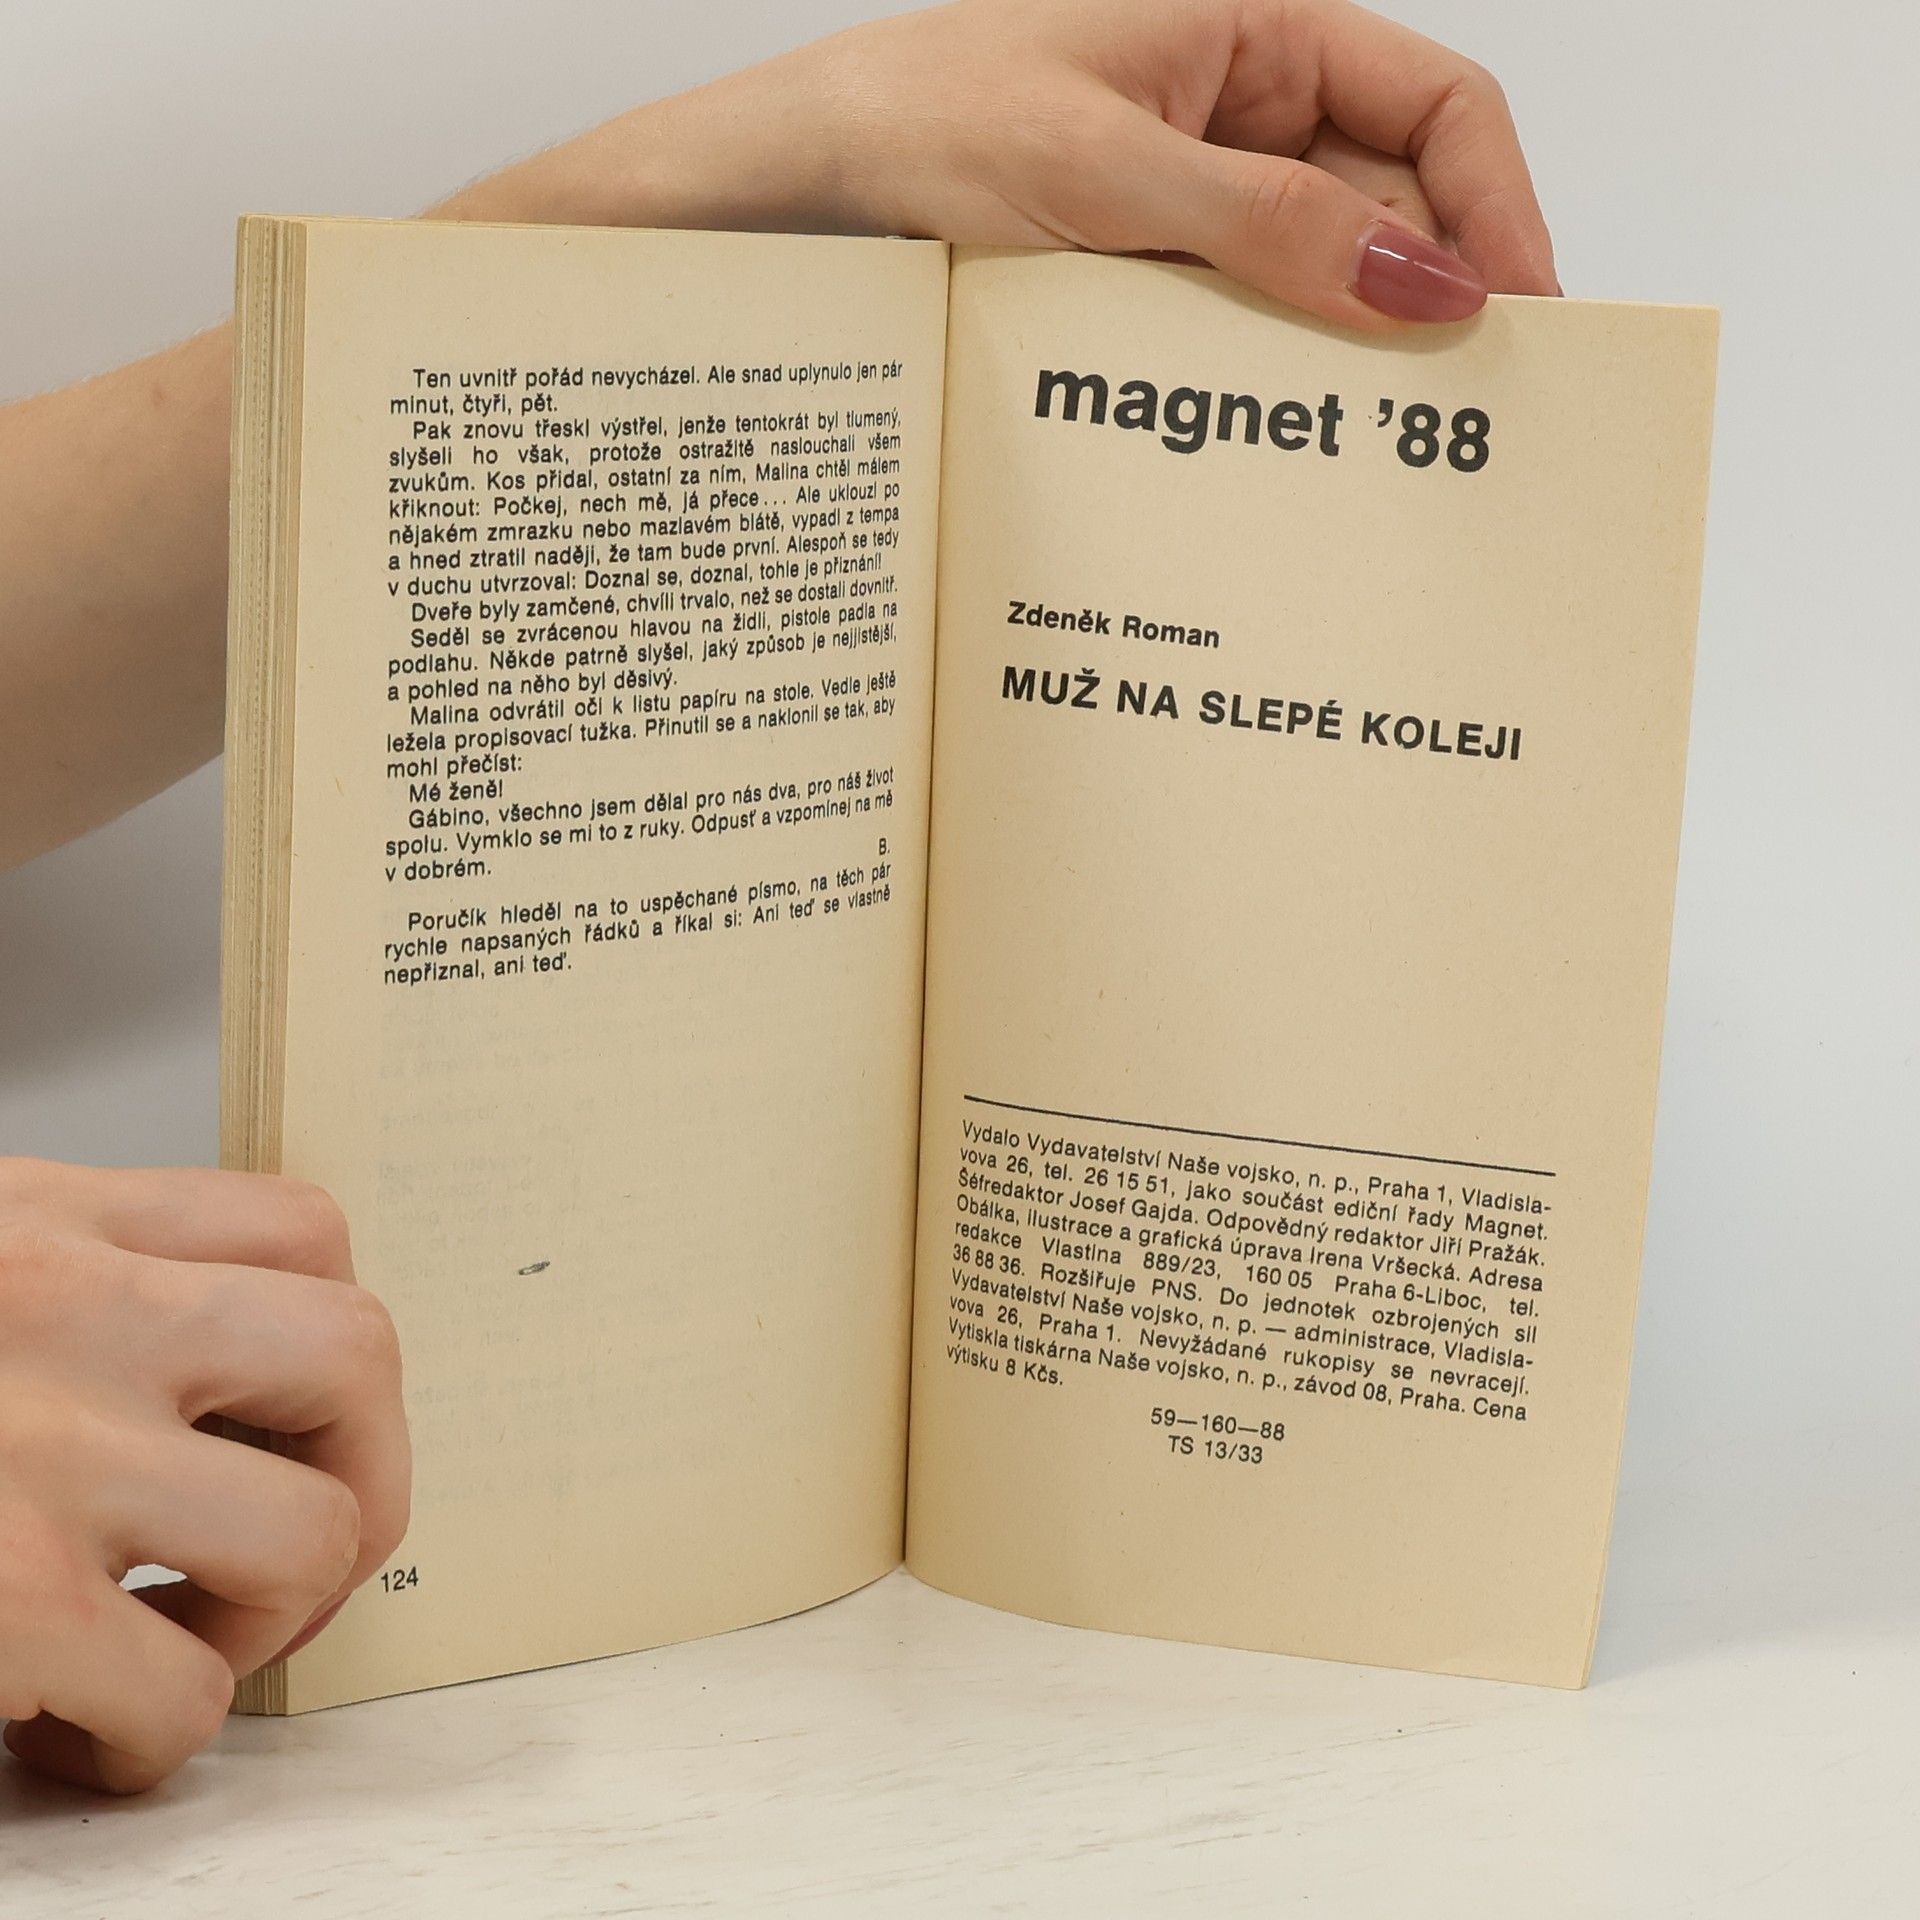 Ten uvnitř pořád nevycházel. Ale snad uplynulo jen pár
minut, čtyři, pět.
Pak znovu třeskl výstřel, jenže tentokrát byl tlumený,
slyšeli ho však, protože ostražitě naslouchali všem
zvukům. Kos přidal, ostatní za ním, Malina chtěl málem
křiknout: Počkej, nech mě, já přece... Ale uklouzl po
nějakém zmrazku nebo mazlavém blátě, vypadl z tempa
a hned ztratil naději, že tam bude první. Alespoň se tedy
v duchu utvrzoval: Doznal se, doznal, tohle je přiznání!
Dveře byly zamčené, chvíli trvalo, než se dostali dovnitř.
Seděl se zvrácenou hlavou na židli, pistole padla na
podlahu. Někde patrně slyšel, jaký způsob je nejjistější,
a pohled na něho byl děsivý.
Malina odvrátil oči k listu papíru na stole. Vedle ještě
ležela propisovací tužka. Přinutil se a naklonil se tak, aby
mohl přečíst:
Mé ženě!
Gábino, všechno jsem dělal pro nás dva, pro náš život
spolu. Vymklo se mi to z ruky. Odpusť a vzpomínej na mě
v dobrém.
B.
Poručík hleděl na to uspěchané písmo, na těch pár
rychle napsaných řádků a říkal si: Ani teď se vlastně
nepřiznal, ani teď.
124
magnet ’88
Zdeněk Roman
MUŽ NA SLEPÉ KOLEJI
Vydalo Vydavatelství Naše vojsko, n. p., Praha 1, Vladisla-
vova 26, tel. 26 15 51, jako součást ediční řady Magnet.
Šéfredaktor Josef Gajda. Odpovědný redaktor Jiří Pražák.
Obálka, ilustrace a grafická úprava Irena Vršecká. Adresa
redakce Vlastina 889/23, 160 05 Praha 6-Liboc, tel.
36 88 36. Rozšiřuje PNS. Do jednotek ozbrojených sil
Vydavatelství Naše vojsko, n. p. — administrace, Vladisla-
vova 26, Praha 1. Nevyžádané rukopisy se nevracejí.
Vytiskla tiskárna Naše vojsko, n. p., závod 08, Praha. Cena
výtisku 8 Kčs.
59—160—88
TS 13/33